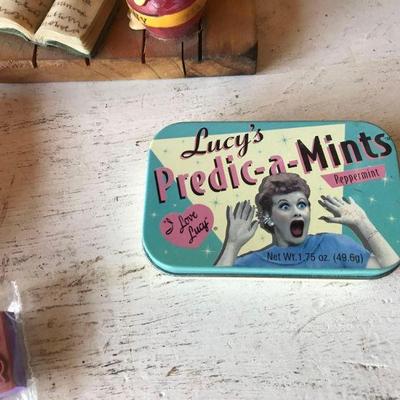 Lucy's
Predic-a-Mints
Peppermint
"I Love
Lucy"
Net Wt.1.75 oz. (49.6g)